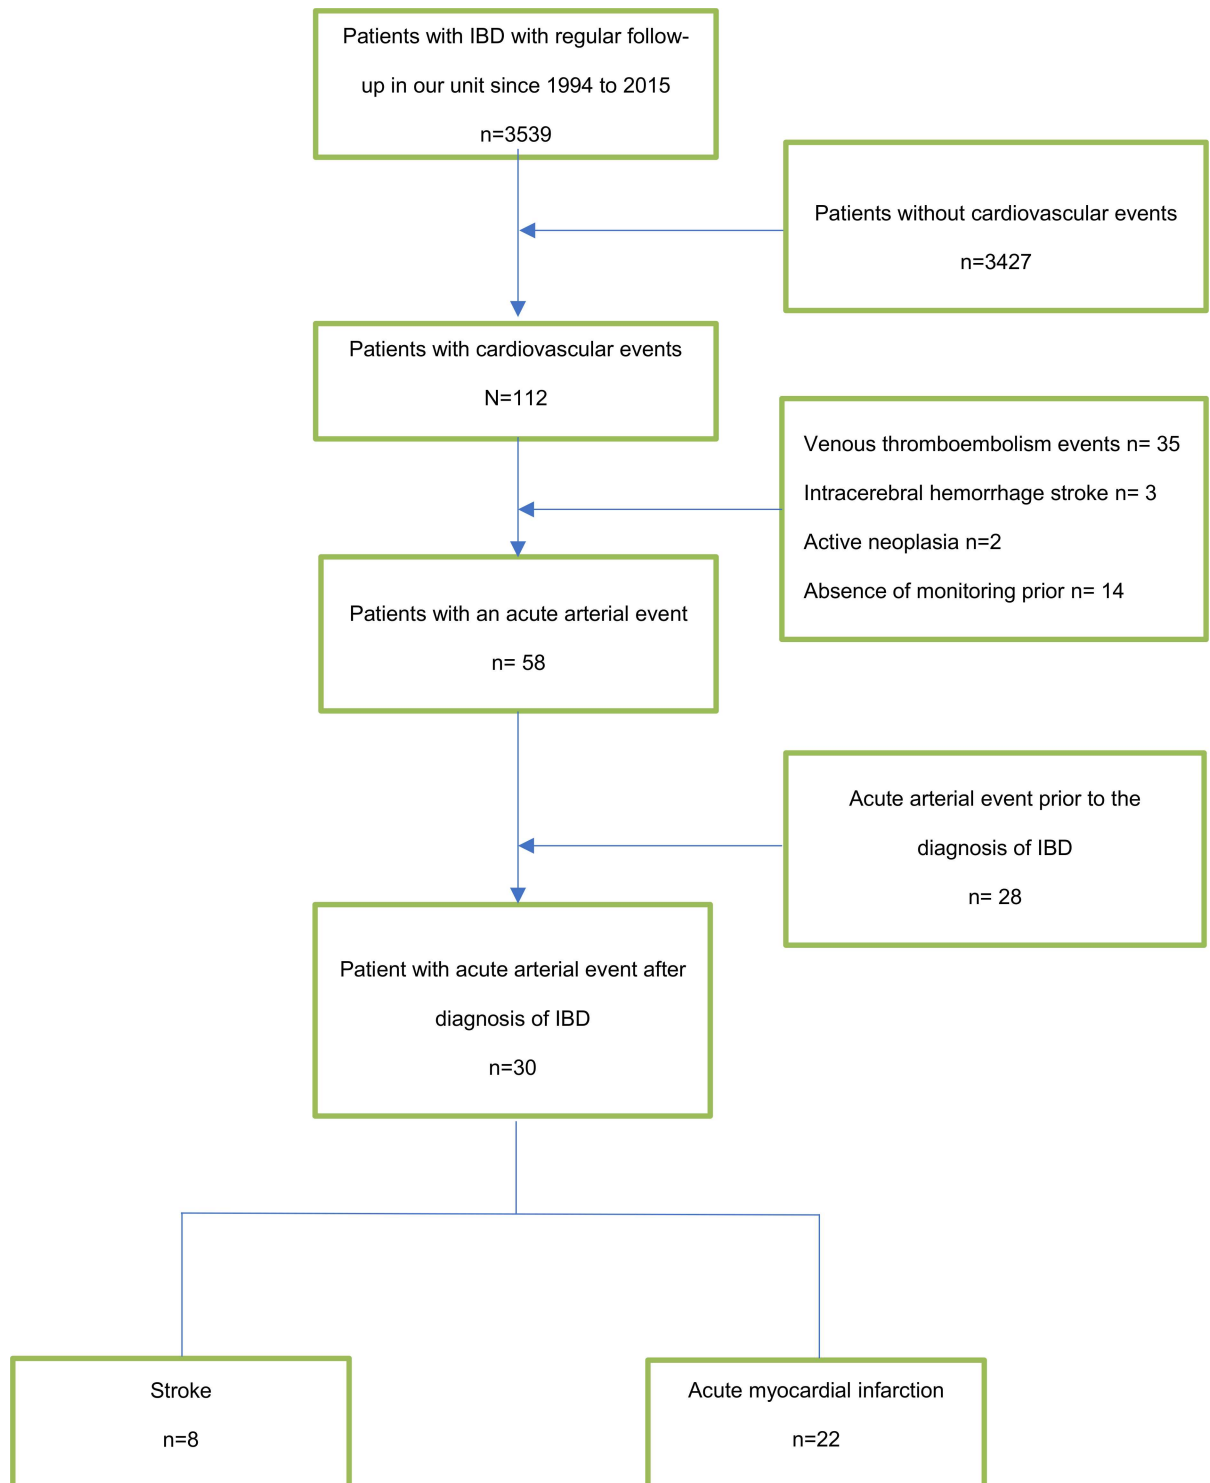 Patients with IBD with regular follow-
up in our unit since 1994 to 2015
n=3539
Patients without cardiovascular events
n=3427
Patients with cardiovascular events
N=112
Venous thromboembolism events n= 35
Intracerebral hemorrhage stroke n= 3
Active neoplasia n=2
Absence of monitoring prior n= 14
Patients with an acute arterial event
n= 58
Acute arterial event prior to the
diagnosis of IBD
n= 28
Patient with acute arterial event after
diagnosis of IBD
n=30
Stroke
n=8
Acute myocardial infarction
n=22